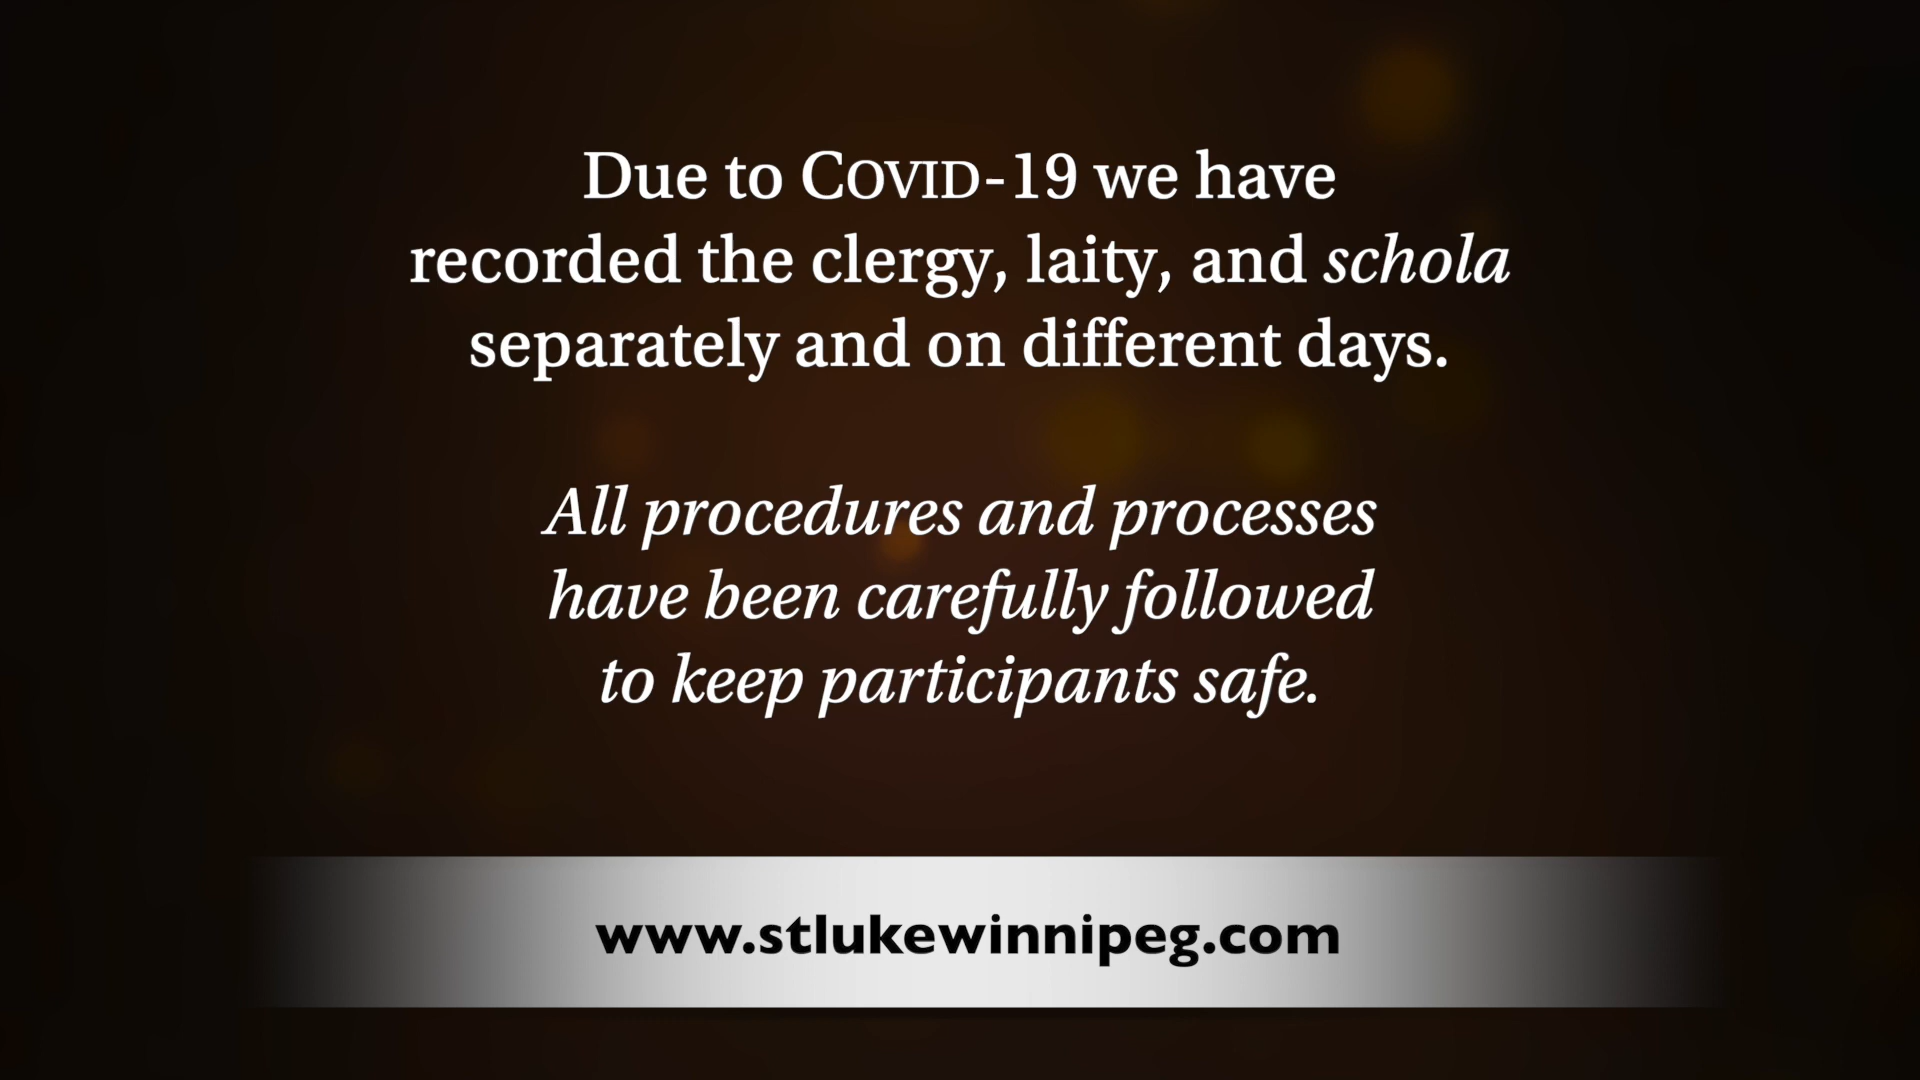 Due to COVID-19 we have
recorded the clergy, laity, and schola
separately and on different days.
All procedures and processes
have been carefully followed
to keep participants safe.
www.stlukewinnipeg.com